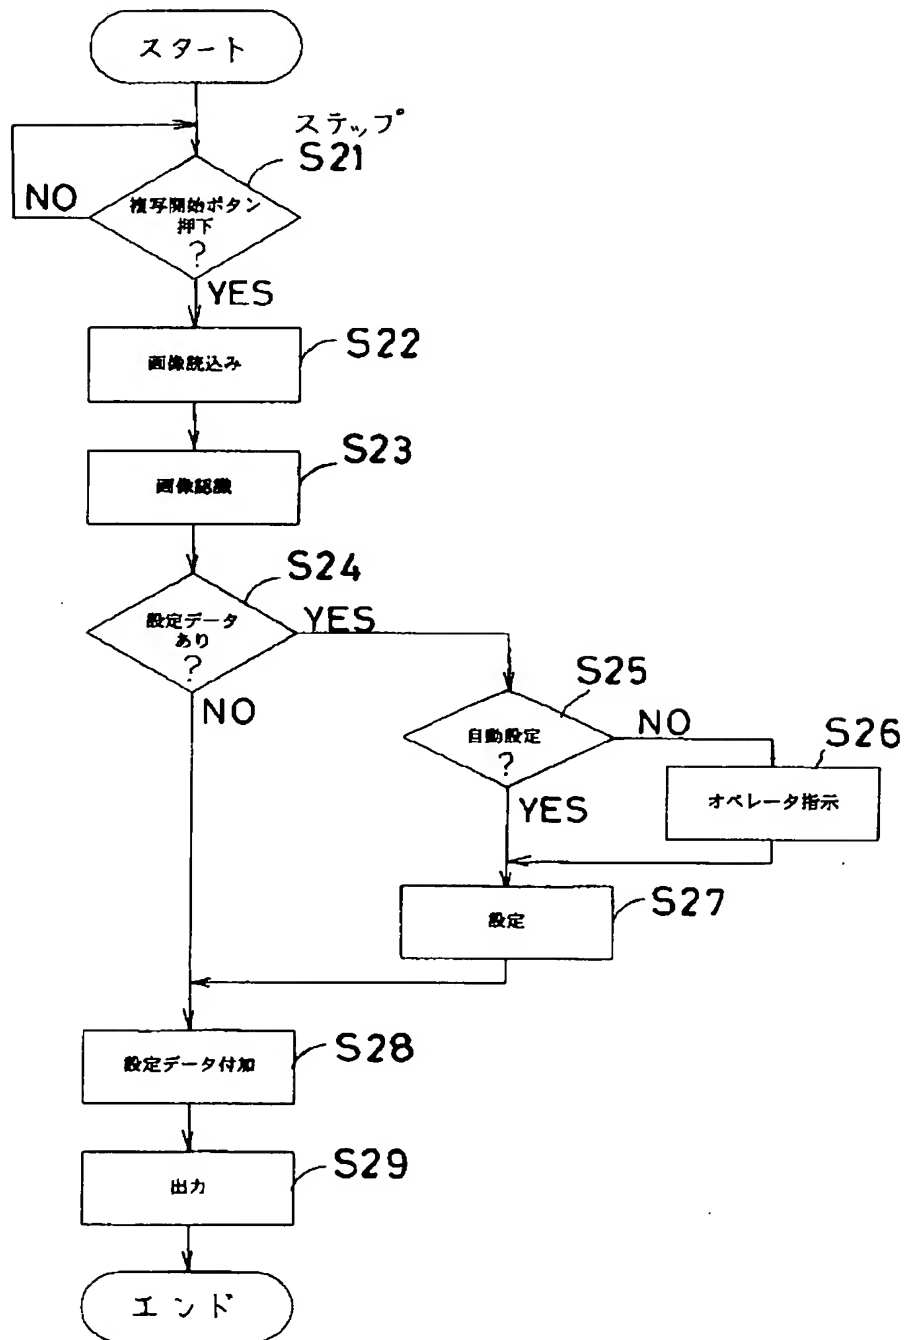 スタート
ステップ
S21
NO
複写開始ボタン
押下
?
YES
S22
画像読込み
S23
画像認識
S24
設定データ
あり
?
YES
NO
S25
自動設定
?
NO
YES
S26
オペレータ指示
S27
設定
S28
設定データ付加
S29
出力
エンド